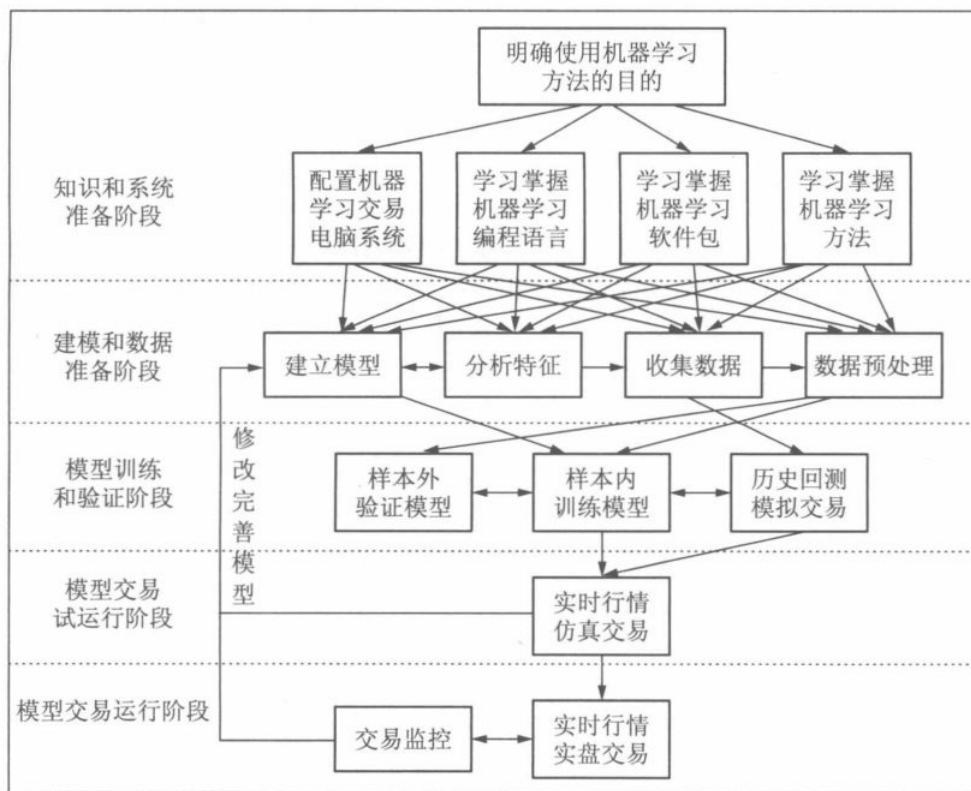 明确使用机器学习
方法的目的
知识和系统
准备阶段
配置机器
学习交易
电脑系统
学习掌握
机器学习
编程语言
学习掌握
机器学习
软件包
学习掌握
机器学习
方法
建模和数据
准备阶段
建立模型
分析特征
收集数据
数据预处理
修改完善模型
模型训练
和验证阶段
样本外
验证模型
样本内
训练模型
历史回测
模拟交易
模型交易
试运行阶段
实时行情
仿真交易
模型交易运行阶段
交易监控
实时行情
实盘交易